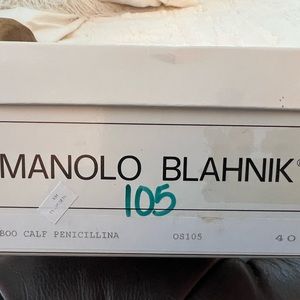 MANOLO BLAHNIK®
105
BOO CALF PENICILLINA OS105 40